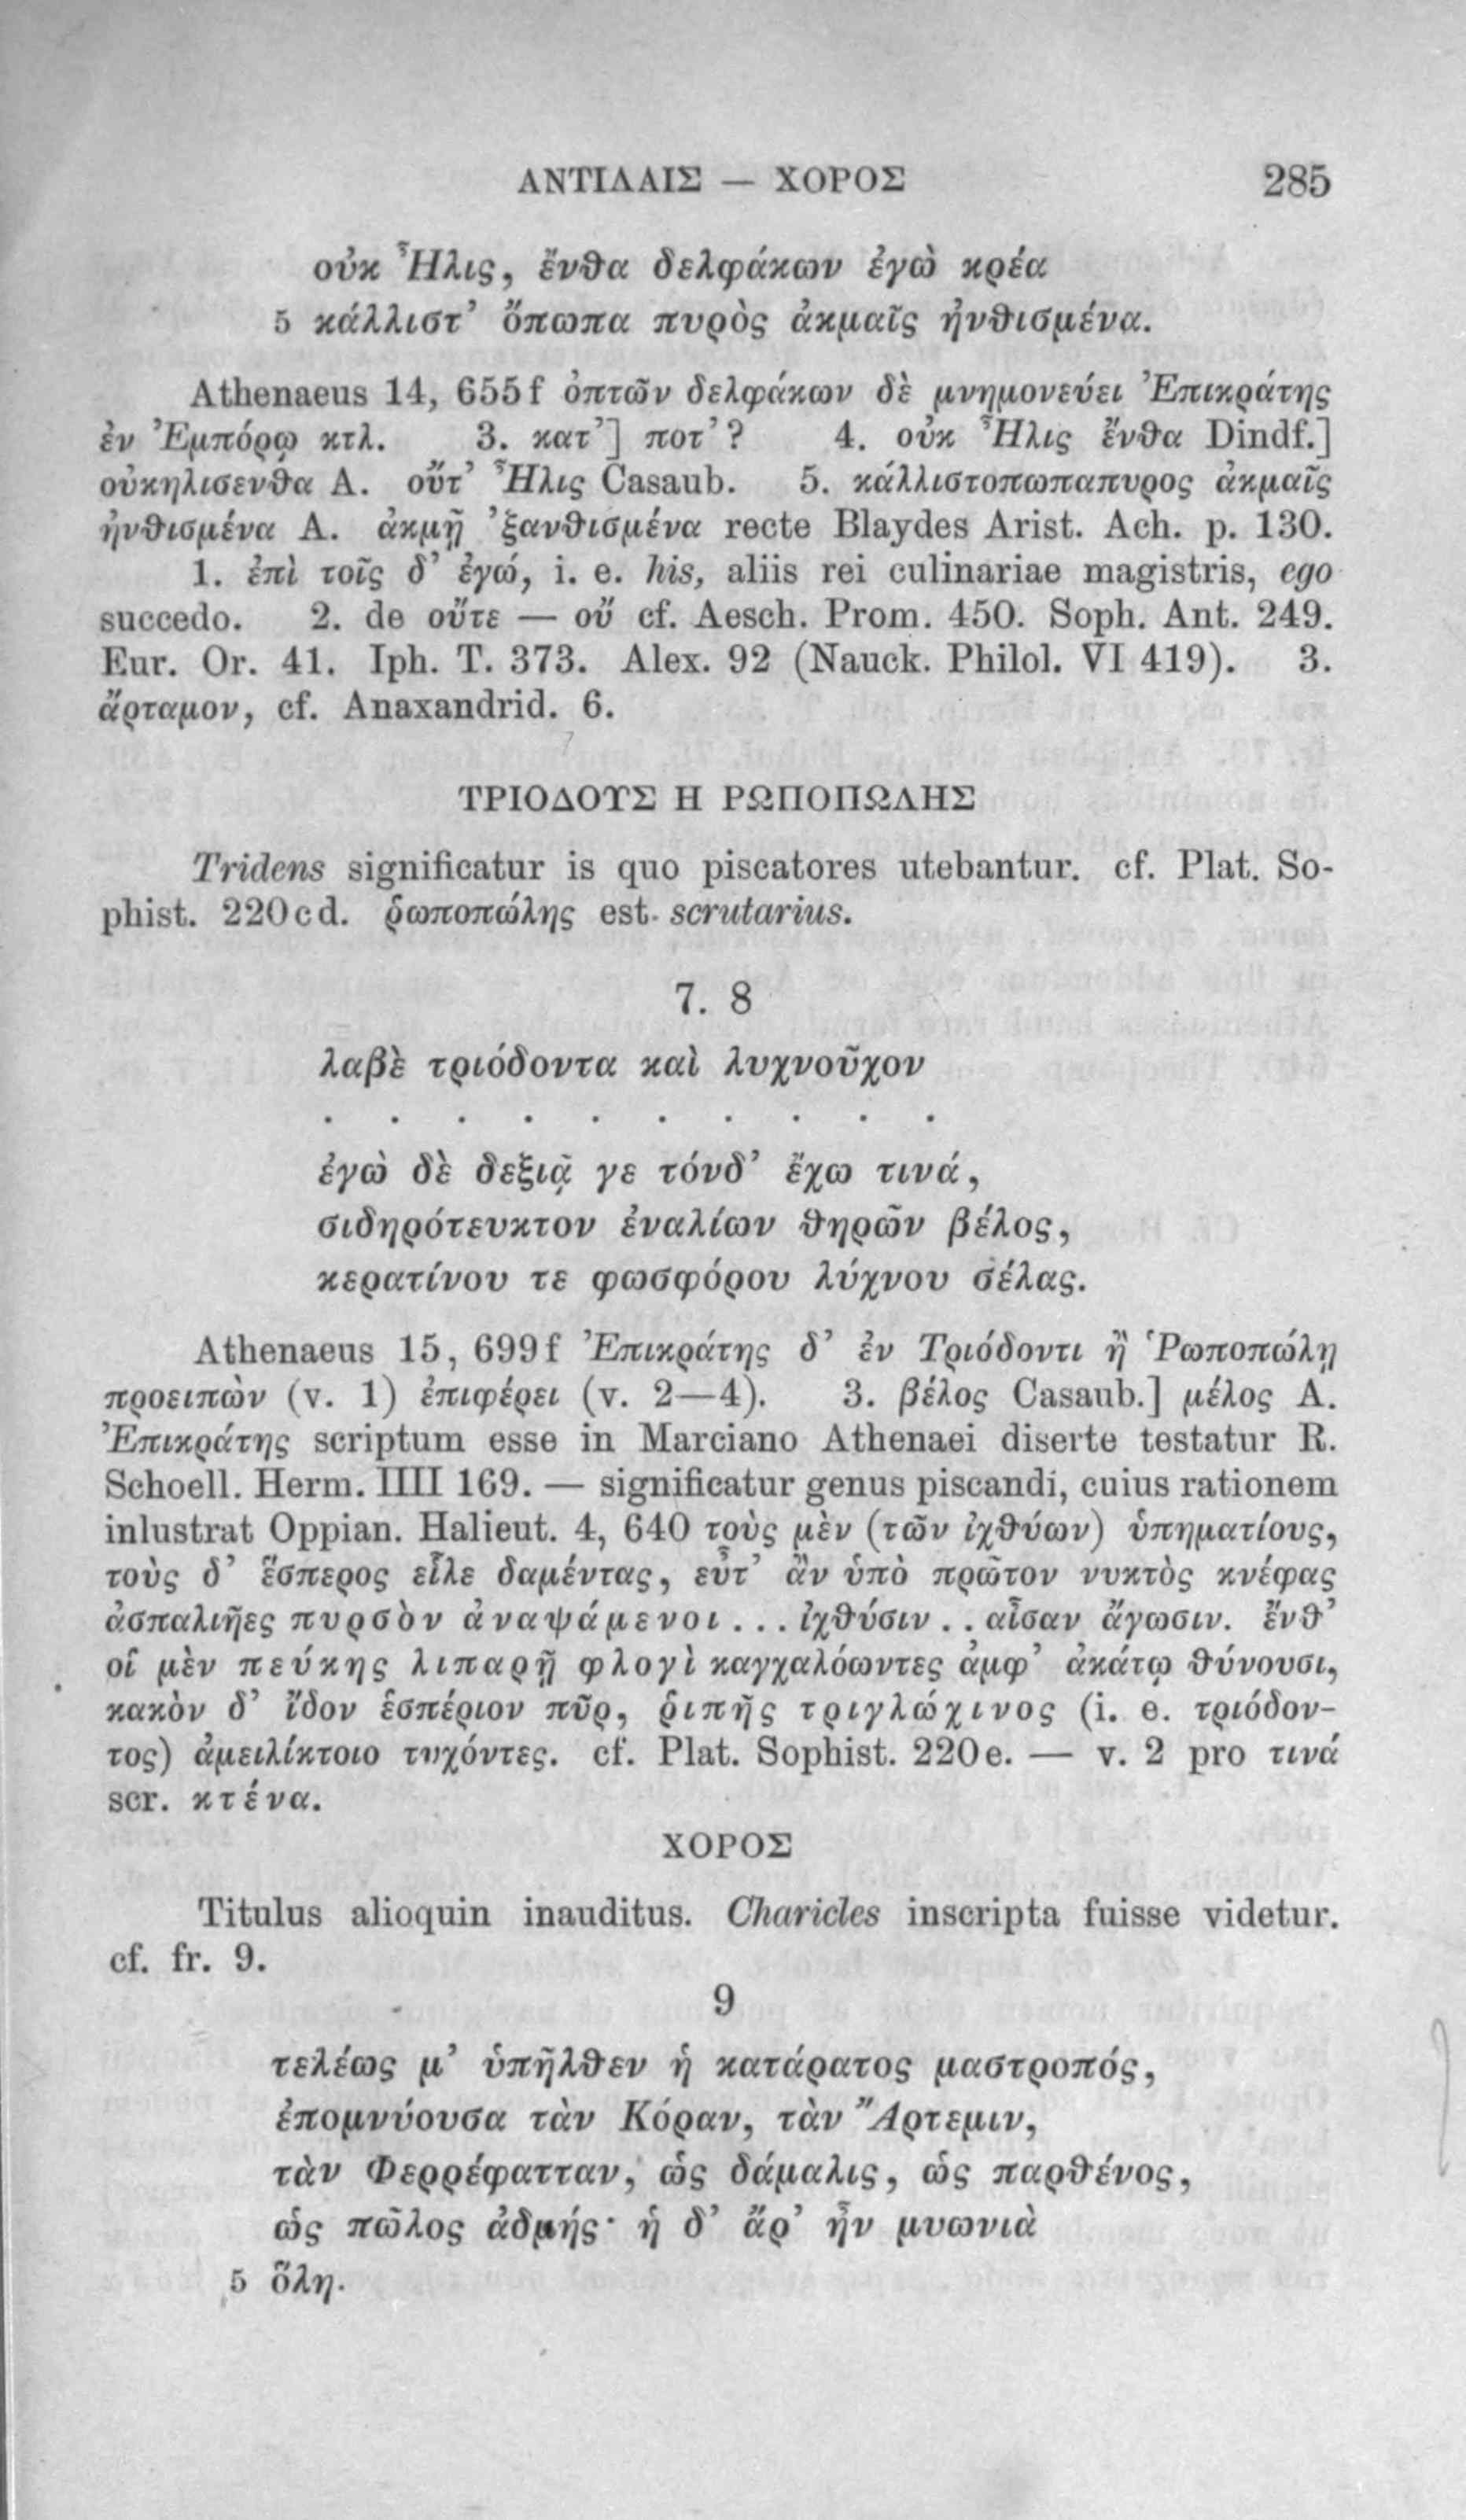 ΑΝΤΙΛΑΙΣ — ΧΟΡΟΣ 285
οὐκ Ἦλις, ἔνθα δελφάκων ἐγὼ κρέα
5 κάλλιστ’ ὄπωπα πυρὸς ἀκμαῖς ἠνθισμένα.
Athenaeus 14, 655f ὀπτῶν δελφάκων δὲ μνημονεύει Ἐπικράτης
ἐν Ἐμπόρῳ κτλ. 3. κατ’] ποτ’? 4. οὐκ Ἦλις ἔνθα Dindf.]
οὐκηλισενθα A. οὔτ’ Ἦλις Casaub. 5. κάλλιστοπωπαπυρος ἀκμαῖς
ἠνθισμένα A. ἀκμῇ ’ξανθισμένα recte Blaydes Arist. Ach. p. 130.
1. ἐπὶ τοῖς δ’ ἐγώ, i. e. his, aliis rei culinariae magistris, ego
succedo. 2. de οὔτε — οὔ cf. Aesch. Prom. 450. Soph. Ant. 249.
Eur. Or. 41. Iph. T. 373. Alex. 92 (Nauck. Philol. VI 419). 3.
ἄρταμον, cf. Anaxandrid. 6.
ΤΡΙΟΔΟΥΣ Η ΡΩΠΟΠΩΛΗΣ
Tridens significatur is quo piscatores utebantur. cf. Plat. So-
phist. 220cd. ῥωποπώλης est scrutarius.
7. 8
λαβὲ τριόδοντα καὶ λυχνοῦχον
. . . . . . . . . .
ἐγὼ δὲ δεξιᾷ γε τόνδ’ ἔχω τινά,
σιδηρότευκτον ἐναλίων θηρῶν βέλος,
κερατίνου τε φωσφόρου λύχνου σέλας.
Athenaeus 15, 699f Ἐπικράτης δ’ ἐν Τριόδοντι ἢ Ῥωποπώλῃ
προειπὼν (v. 1) ἐπιφέρει (v. 2—4). 3. βέλος Casaub.] μέλος A.
Ἐπικράτης scriptum esse in Marciano Athenaei diserte testatur R.
Schoell. Herm. IIII 169. — significatur genus piscandi, cuius rationem
inlustrat Oppian. Halieut. 4, 640 τοὺς μὲν (τῶν ἰχθύων) ὑπηματίους,
τοὺς δ’ ἕσπερος εἷλε δαμέντας, εὖτ’ ἂν ὑπὸ πρῶτον νυκτὸς κνέφας
ἀσπαλιῆες πυρσὸν ἀναψάμενοι ... ἰχθύσιν .. αἶσαν ἄγωσιν. ἔνθ’
οἳ μὲν πεύκης λιπαρῇ φλογὶ καγχαλόωντες ἀμφ’ ἀκάτῳ θύνουσι,
κακὸν δ’ ἴδον ἑσπέριον πῦρ, ῥιπῆς τριγλώχινος (i. e. τριόδον-
τος) ἀμειλίκτοιο τυχόντες. cf. Plat. Sophist. 220e. — v. 2 pro τινά
scr. κτένα.
ΧΟΡΟΣ
Titulus alioquin inauditus. Charicles inscripta fuisse videtur.
cf. fr. 9.
9
τελέως μ’ ὑπῆλθεν ἡ κατάρατος μαστροπός,
ἐπομνύουσα τὰν Κόραν, τὰν Ἄρτεμιν,
τὰν Φερρέφατταν, ὡς δάμαλις, ὡς παρθένος,
ὡς πῶλος ἀδμής· ἡ δ’ ἄρ’ ἦν μυωνιὰ
5 ὅλη.